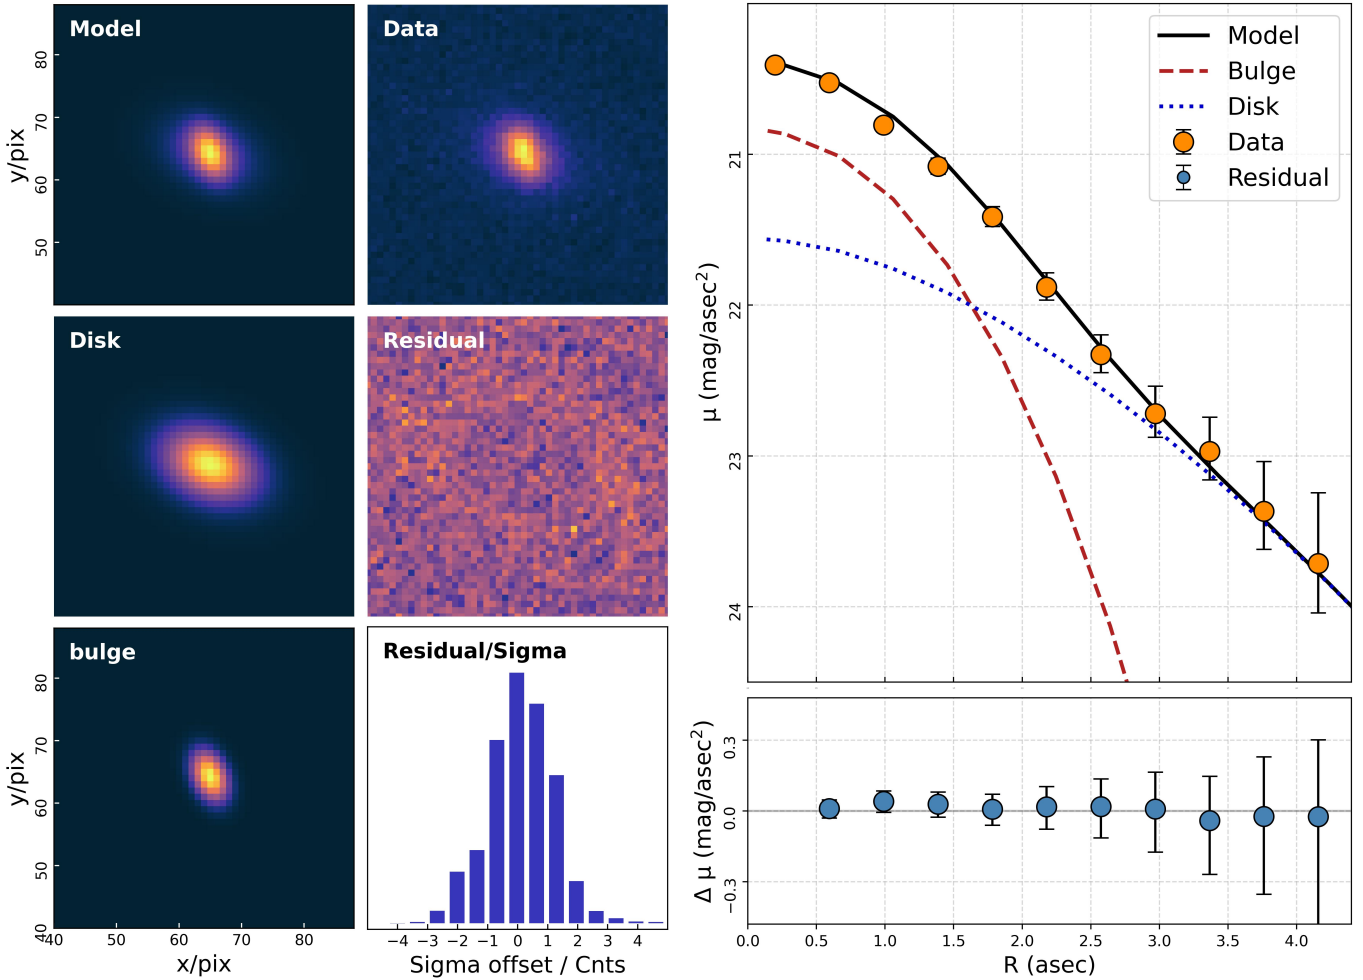 Model
Data
80
70
60
50
y/pix
Disk
Residual
bulge
Residual/Sigma
80
70
60
50
40
y/pix
40 50 60 70 80
x/pix
−4 −3 −2 −1 0 1 2 3 4
Sigma offset / Cnts
Model
Bulge
Disk
Data
Residual
21
22
23
24
μ (mag/asec²)
0.3
0.0
−0.3
Δ μ (mag/asec²)
0.0 0.5 1.0 1.5 2.0 2.5 3.0 3.5 4.0
R (asec)